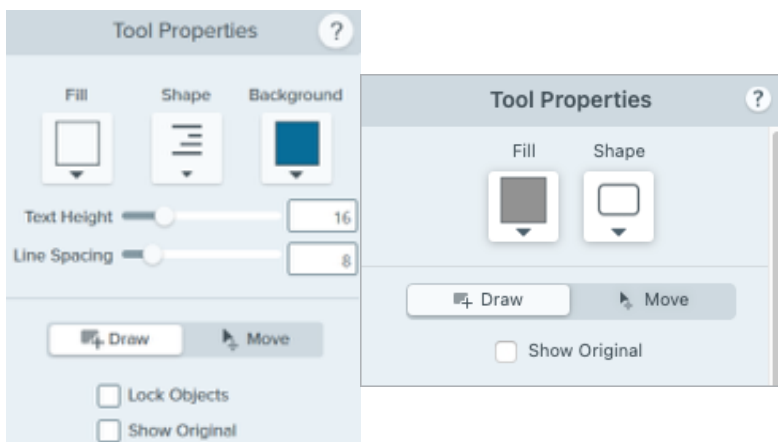 Tool Properties ?
Fill Shape Background
Text Height 16
Line Spacing 8
Draw Move
Lock Objects
Show Original
Tool Properties ?
Fill Shape
Draw Move
Show Original